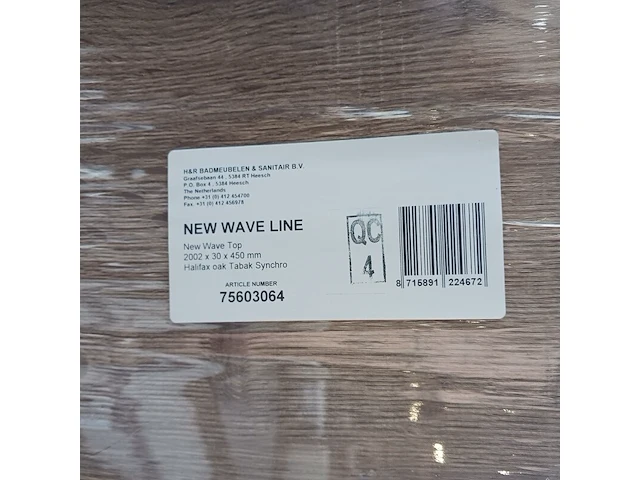 H&R BADMEUBELEN & SANITAIR B.V.
Graafsebaan 44 , 5384 RT Heesch
P.O. Box 4 , 5384 Heesch
The Netherlands
Phone +31 (0) 412 454700
Fax. +31 (0) 412 456978
NEW WAVE LINE
New Wave Top
2002 x 30 x 450 mm
Halifax oak Tabak Synchro
ARTICLE NUMBER
75603064
QC
4
8 715891 224672